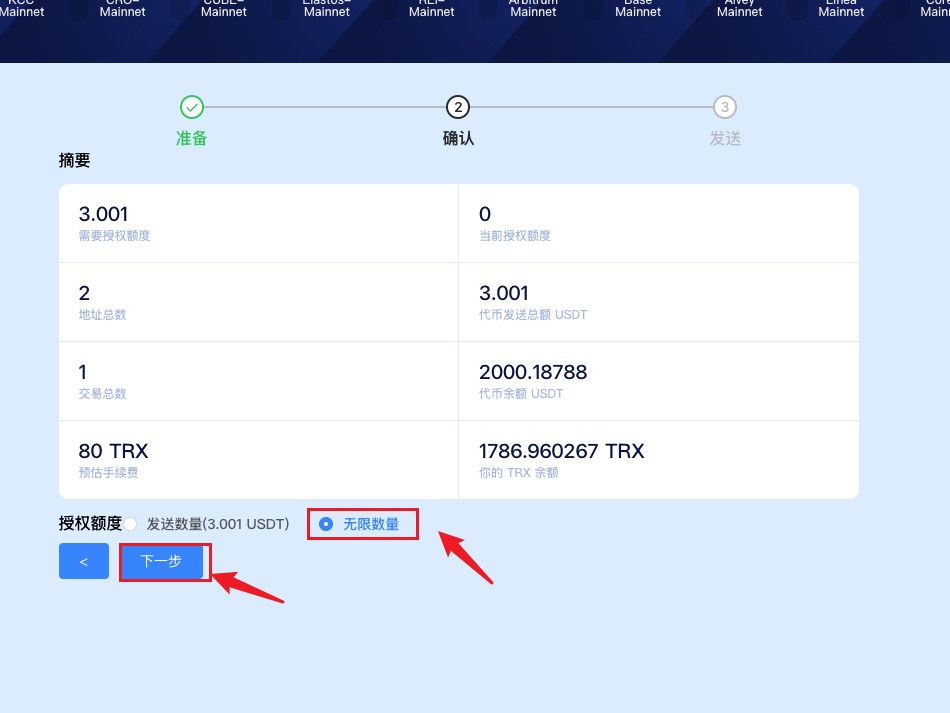 KCC- CRO- CUBE- Elastos- REI- Arbitrum Base Alvey Linea Core
Mainnet Mainnet Mainnet Mainnet Mainnet Mainnet Mainnet Mainnet Mainnet
2 3
准备 确认 发送
摘要
3.001 0
需要授权额度 当前授权额度
2 3.001
地址总数 代币发送总额 USDT
1 2000.18788
交易总数 代币余额 USDT
80 TRX 1786.960267 TRX
预估手续费 你的 TRX 余额
授权额度 发送数量(3.001 USDT) 无限数量
< 下一步